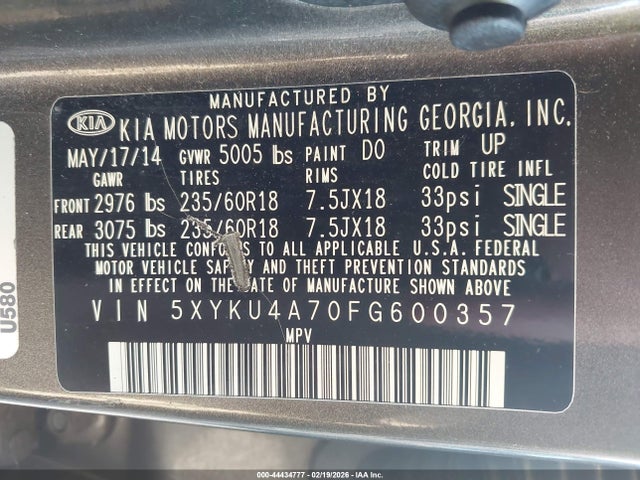 MANUFACTURED BY
KIA KIA MOTORS MANUFACTURING GEORGIA, INC.
MAY/17/14 GVWR 5005 lbs PAINT DO TRIM UP
GAWR TIRES RIMS COLD TIRE INFL
FRONT 2976 lbs 235/60R18 7.5JX18 33psi SINGLE
REAR 3075 lbs 235/60R18 7.5JX18 33psi SINGLE
THIS VEHICLE CONFORMS TO ALL APPLICABLE U.S.A. FEDERAL
MOTOR VEHICLE SAFETY AND THEFT PREVENTION STANDARDS
IN EFFECT ON THE DATE OF MANUFACTURE SHOWN ABOVE
VIN 5XYKU4A70FG600357
MPV
U580
000-44434777 - 02/19/2026 - IAA Inc.